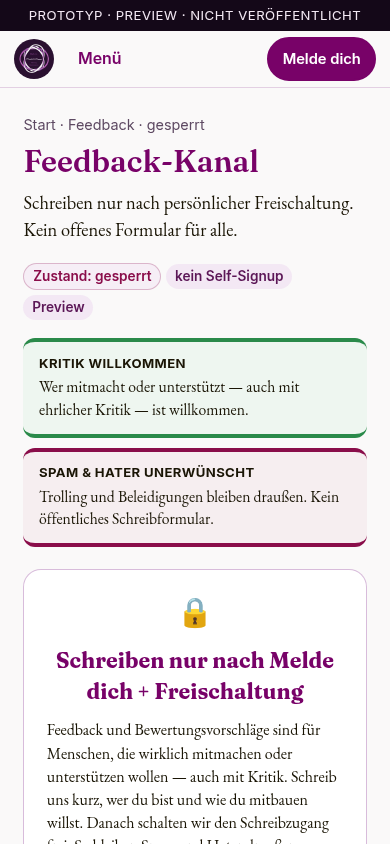 PROTOTYP · PREVIEW · NICHT VERÖFFENTLICHT
Menü
Melde dich
Start · Feedback · gesperrt
Feedback-Kanal
Schreiben nur nach persönlicher Freischaltung.
Kein offenes Formular für alle.
Zustand: gesperrt
kein Self-Signup
Preview
KRITIK WILLKOMMEN
Wer mitmacht oder unterstützt — auch mit
ehrlicher Kritik — ist willkommen.
SPAM & HATER UNERWÜNSCHT
Trolling und Beleidigungen bleiben draußen. Kein
öffentliches Schreibformular.
Schreiben nur nach Melde
dich + Freischaltung
Feedback und Bewertungsvorschläge sind für
Menschen, die wirklich mitmachen oder
unterstützen wollen — auch mit Kritik. Schreib
uns kurz, wer du bist und wie du mitbauen
willst. Danach schalten wir den Schreibzugang